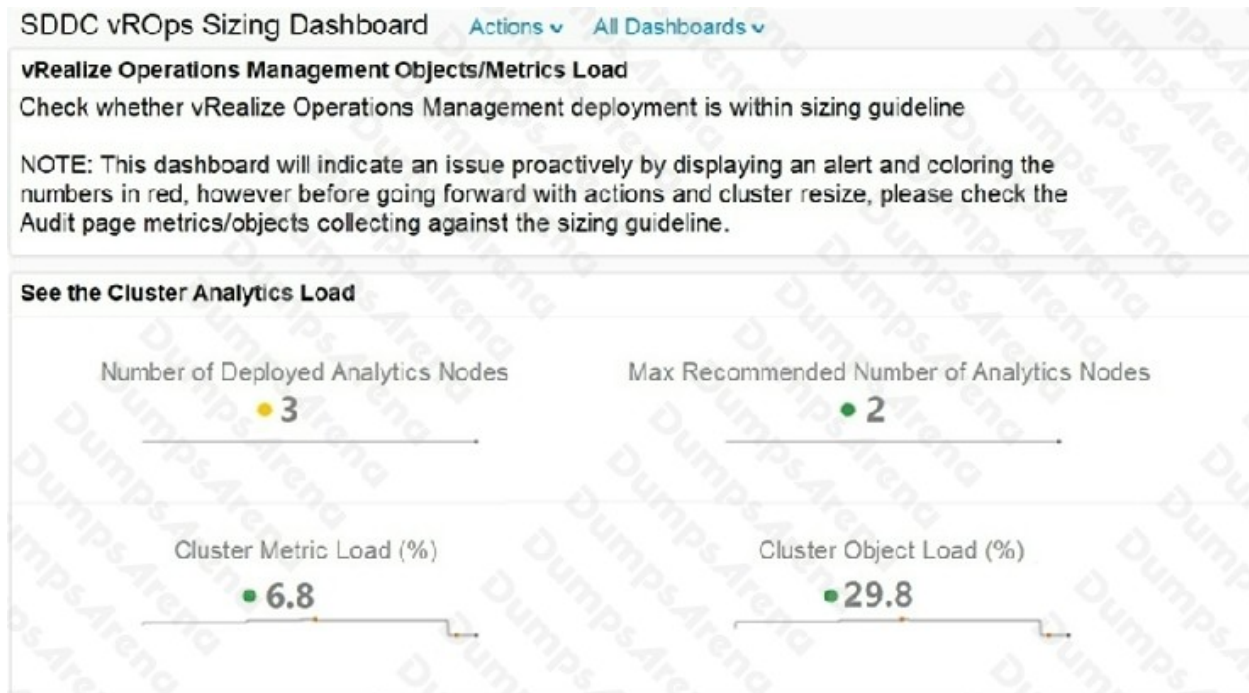 SDDC vROps Sizing Dashboard Actions All Dashboards
vRealize Operations Management Objects/Metrics Load
Check whether vRealize Operations Management deployment is within sizing guideline
NOTE: This dashboard will indicate an issue proactively by displaying an alert and coloring the
numbers in red, however before going forward with actions and cluster resize, please check the
Audit page metrics/objects collecting against the sizing guideline.
See the Cluster Analytics Load
Number of Deployed Analytics Nodes Max Recommended Number of Analytics Nodes
3 2
Cluster Metric Load (%) Cluster Object Load (%)
6.8 29.8
DumpsArena